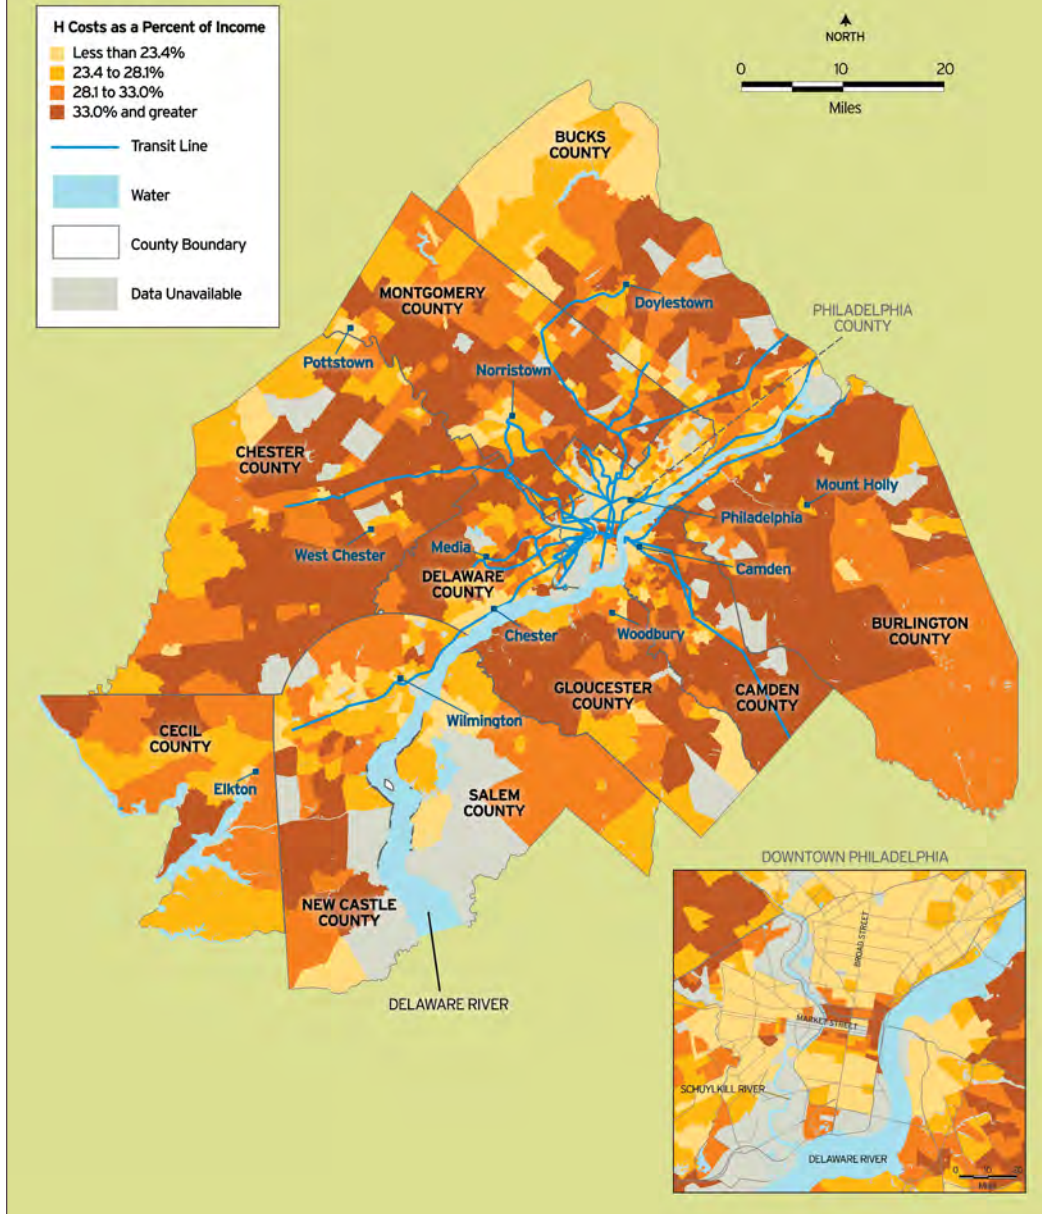 H Costs as a Percent of Income
Less than 23.4%
23.4 to 28.1%
28.1 to 33.0%
33.0% and greater
Transit Line
Water
County Boundary
Data Unavailable
NORTH
0 10 20
Miles
BUCKS
COUNTY
MONTGOMERY
COUNTY
Doylestown
PHILADELPHIA
COUNTY
Pottstown
Norristown
CHESTER
COUNTY
Mount Holly
Philadelphia
West Chester
Media
Camden
DELAWARE
COUNTY
Chester
Woodbury
BURLINGTON
COUNTY
GLOUCESTER
COUNTY
CAMDEN
COUNTY
Wilmington
CECIL
COUNTY
Elkton
SALEM
COUNTY
NEW CASTLE
COUNTY
DELAWARE RIVER
DOWNTOWN PHILADELPHIA
BROAD STREET
MARKET STREET
SCHUYLKILL RIVER
DELAWARE RIVER
0 10 20
Miles